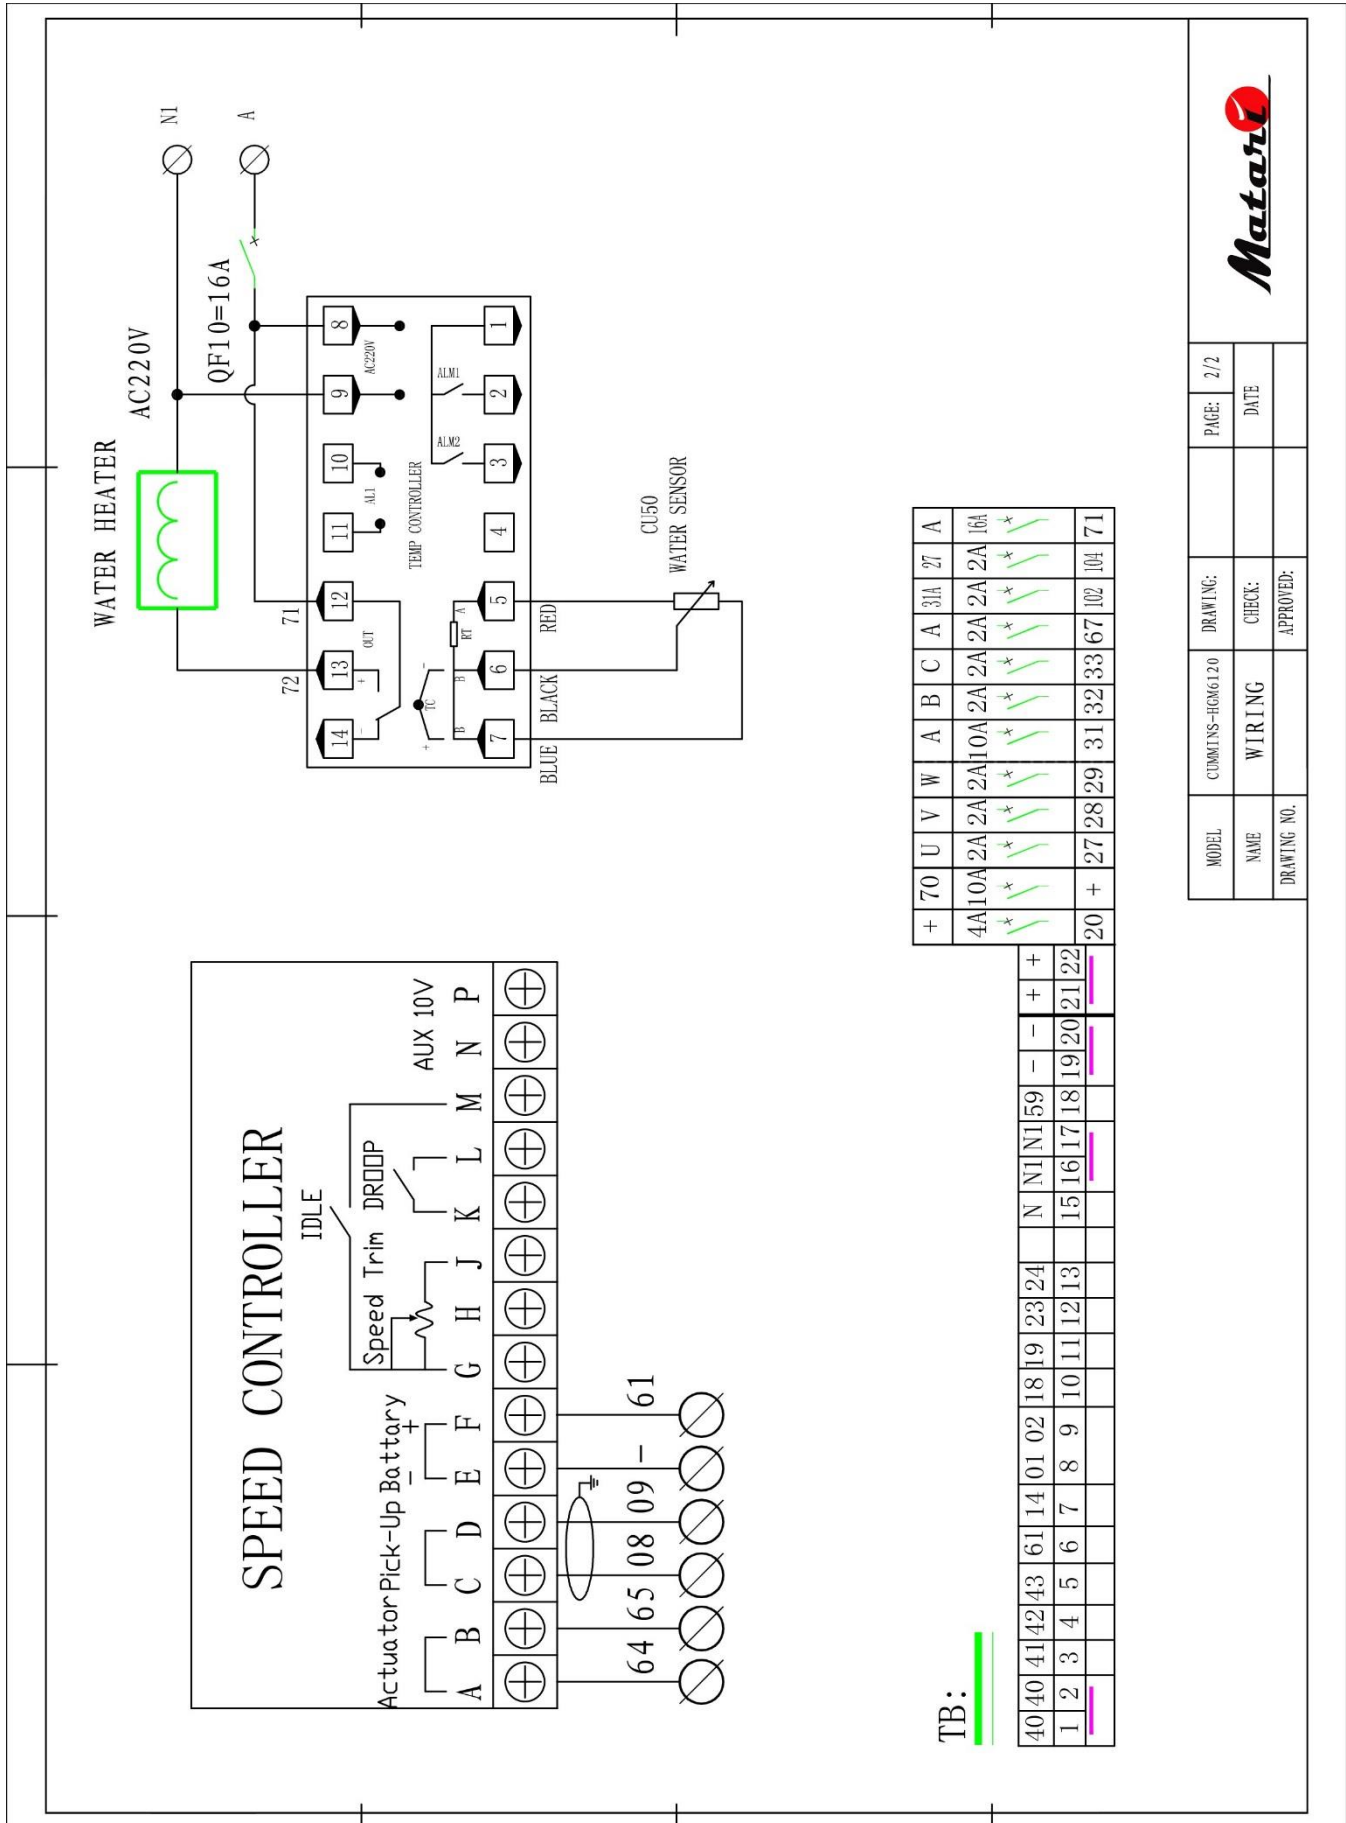 SPEED CONTROLLER
IDLE
Actuator Pick-Up Battary Speed Trim DROOP AUX 10V
- +
A B C D E F G H J K L M N P
64 65 08 09 - 61
WATER HEATER AC220V N1
QF10=16A A
72 71
14 13 12 11 10 9 8
- + OUT AL1 AC220V
TEMP CONTROLLER
ALM2 ALM1
+ TC -
B B RT A
7 6 5 4 3 2 1
BLUE BLACK RED
CU50
WATER SENSOR
TB:
+ 70 U V W A B C A 31A 27 A
4A 10A 2A 2A 2A 10A 2A 2A 2A 2A 2A 16A
20 + 27 28 29 31 32 33 67 102 104 71
40 40 41 42 43 61 14 01 02 18 19 23 24 N N1 N1 59 - - + +
1 2 3 4 5 6 7 8 9 10 11 12 13 15 16 17 18 19 20 21 22
MODEL CUMMINS-HGM6120 DRAWING: PAGE: 2/2
NAME WIRING CHECK: DATE
DRAWING NO. APPROVED:
Matari